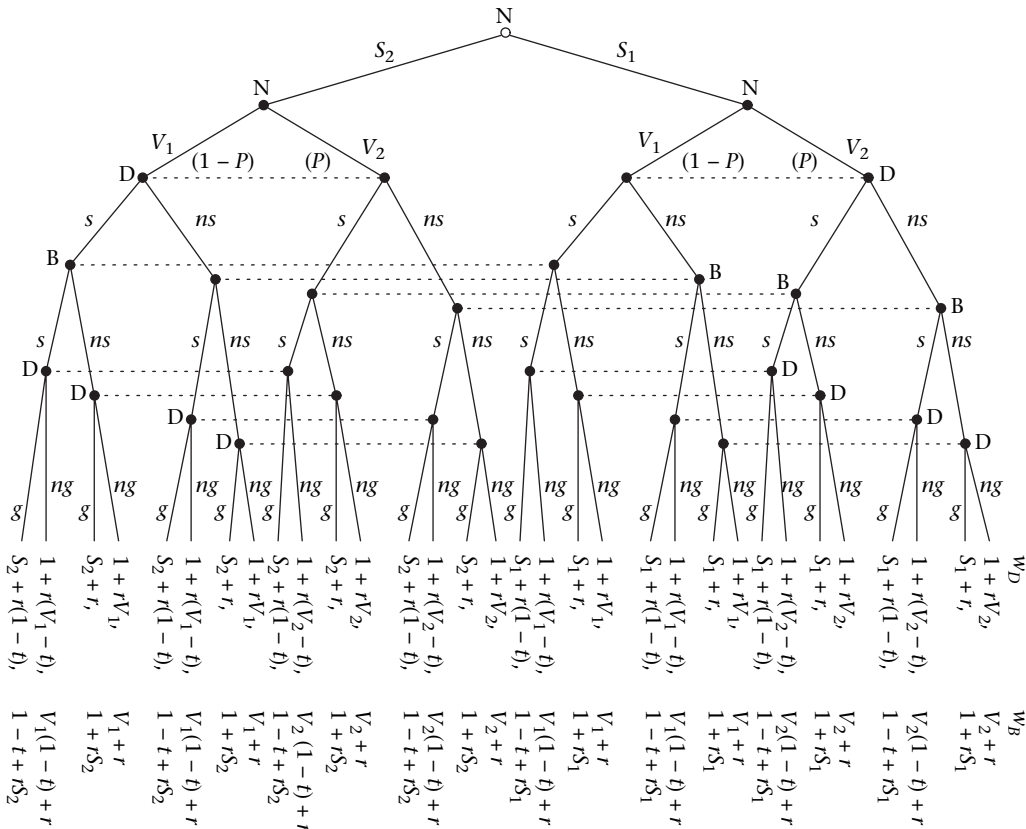 N
S₂ S₁
N N
V₁ V₂ V₁ V₂
(1 − P) (P) (1 − P) (P)
D D
s ns s ns s ns s ns
B B B B
s ns s ns s ns s ns s ns s ns s ns s ns
D D
D D
D D
D D
ng ng ng ng ng ng ng ng ng ng ng ng ng ng ng ng
g g g g g g g g g g g g g g g g
S₂ + r(1 − t),
1 + r(V₁ − t),
S₂ + r,
1 + rV₁,
S₂ + r(1 − t),
1 + r(V₁ − t),
S₂ + r,
1 + rV₁,
S₂ + r(1 − t),
1 + r(V₂ − t),
S₂ + r,
1 + rV₂,
S₂ + r(1 − t),
1 + r(V₂ − t),
S₂ + r,
1 + rV₂,
S₁ + r(1 − t),
1 + r(V₁ − t),
S₁ + r,
1 + rV₁,
S₁ + r(1 − t),
1 + r(V₁ − t),
S₁ + r,
1 + rV₁,
S₁ + r(1 − t),
1 + r(V₂ − t),
S₁ + r,
1 + rV₂,
S₁ + r(1 − t),
1 + r(V₂ − t),
S₁ + r,
1 + rV₂,
w_D
1 − t + rS₂
V₁(1 − t) + r
1 + rS₂
V₁ + r
1 − t + rS₂
V₁(1 − t) + r
1 + rS₂
V₁ + r
1 − t + rS₂
V₂ (1 − t) + r
1 + rS₂
V₂ + r
1 − t + rS₂
V₂(1 − t) + r
1 + rS₂
V₂ + r
1 − t + rS₁
V₁(1 − t) + r
1 + rS₁
V₁ + r
1 − t + rS₁
V₁(1 − t) + r
1 + rS₁
V₁ + r
1 − t + rS₁
V₂(1 − t) + r
1 + rS₁
V₂ + r
1 − t + rS₁
V₂(1 − t) + r
1 + rS₁
V₂ + r
w_B